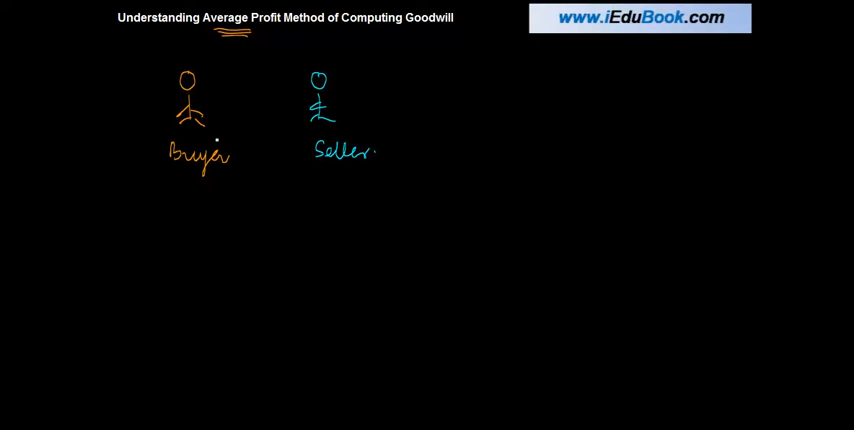 Understanding Average Profit Method of Computing Goodwill
www.iEduBook.com
Buyer
Seller.